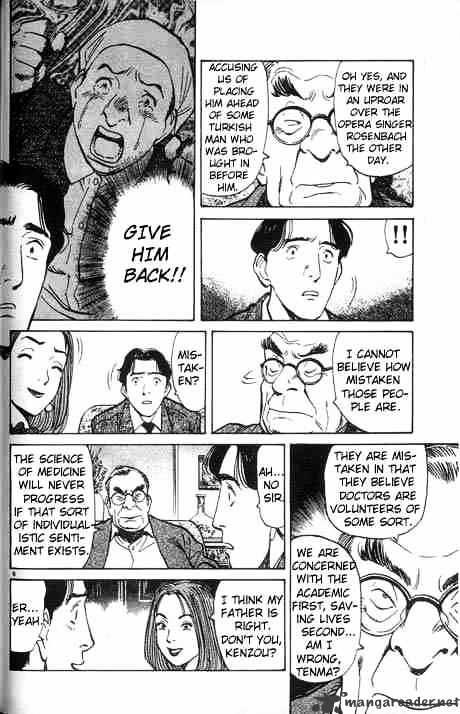 OH YES, AND
THEY WERE IN
AN UPROAR
OVER THE
OPERA SINGER
ROSENBACH
THE OTHER
DAY.
ACCUSING
US OF
PLACING
HIM AHEAD
OF SOME
TURKISH
MAN WHO
WAS BRO-
UGHT IN
BEFORE
HIM.
!!
GIVE
HIM
BACK!!
I CANNOT
BELIEVE HOW
MISTAKEN
THOSE PEO-
PLE ARE.
MIS-
TAK-
EN?
THEY ARE MIS-
TAKEN IN THAT
THEY BELIEVE
DOCTORS ARE
VOLUNTEERS OF
SOME SORT.
WE ARE
CONCERNED
WITH THE
ACADEMIC
FIRST, SAV-
ING LIVES
SECOND...
AM I
WRONG,
TENMA?
AH...
NO
SIR.
THE SCIENCE
OF MEDICINE
WILL NEVER
PROGRESS
IF THAT SORT
OF INDIVIDUAL
ISTIC SENTI
MENT EXISTS.
I THINK MY
FATHER IS
RIGHT.
DON'T YOU,
KENZOU?
ER...
YEAH.
mangareader.net